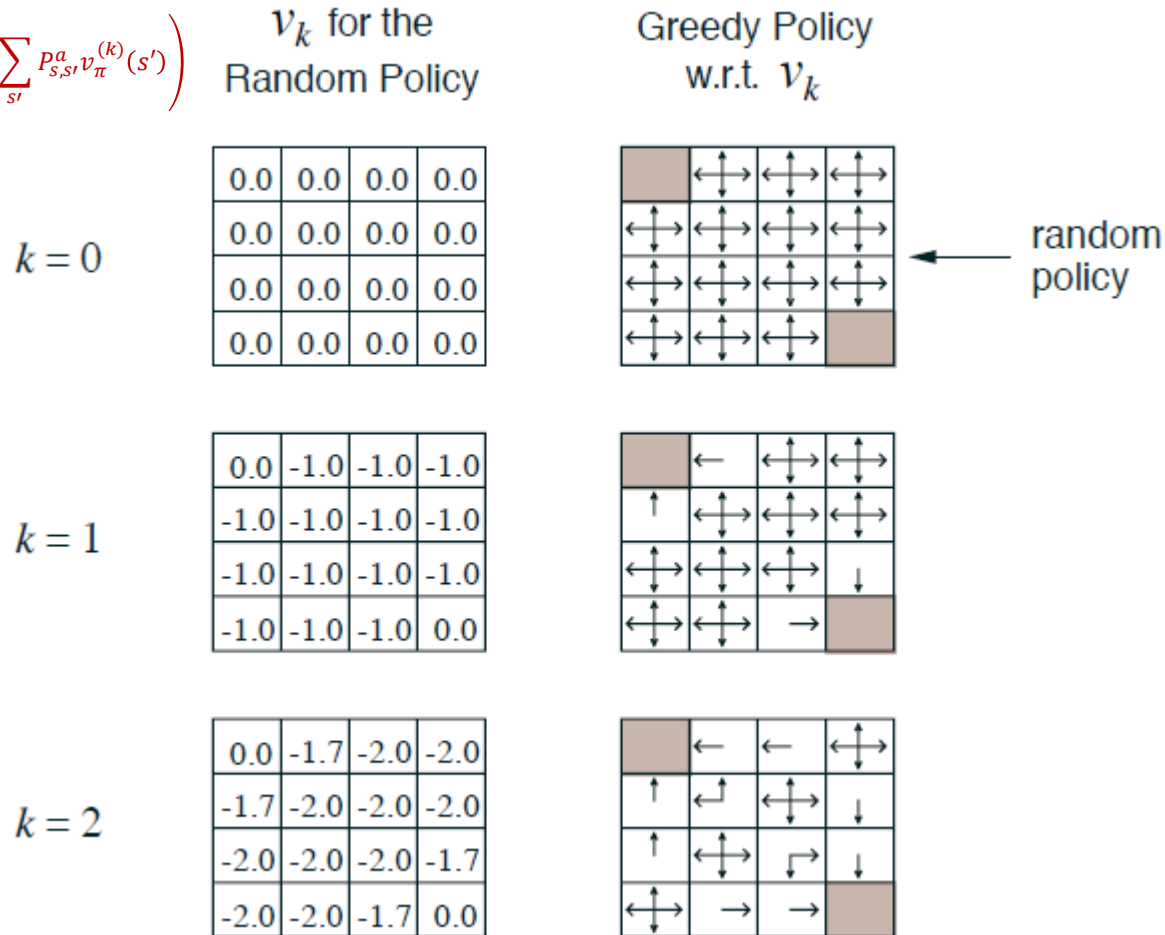 ∑ P^a_{s,s'} v_π^{(k)}(s') )
s'
v_k for the
Random Policy
Greedy Policy
w.r.t. v_k
k = 0
0.0 0.0 0.0 0.0
0.0 0.0 0.0 0.0
0.0 0.0 0.0 0.0
0.0 0.0 0.0 0.0
random
policy
k = 1
0.0 -1.0 -1.0 -1.0
-1.0 -1.0 -1.0 -1.0
-1.0 -1.0 -1.0 -1.0
-1.0 -1.0 -1.0 0.0
k = 2
0.0 -1.7 -2.0 -2.0
-1.7 -2.0 -2.0 -2.0
-2.0 -2.0 -2.0 -1.7
-2.0 -2.0 -1.7 0.0